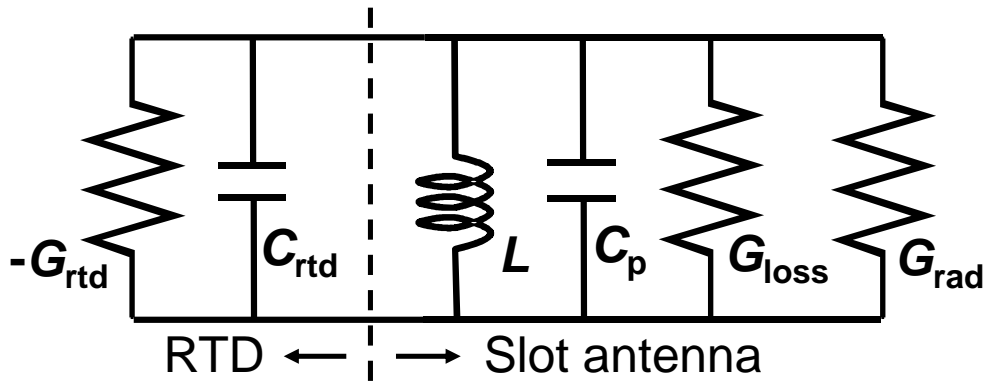 -Grtd
Crtd
L
Cp
Gloss
Grad
RTD ← → Slot antenna